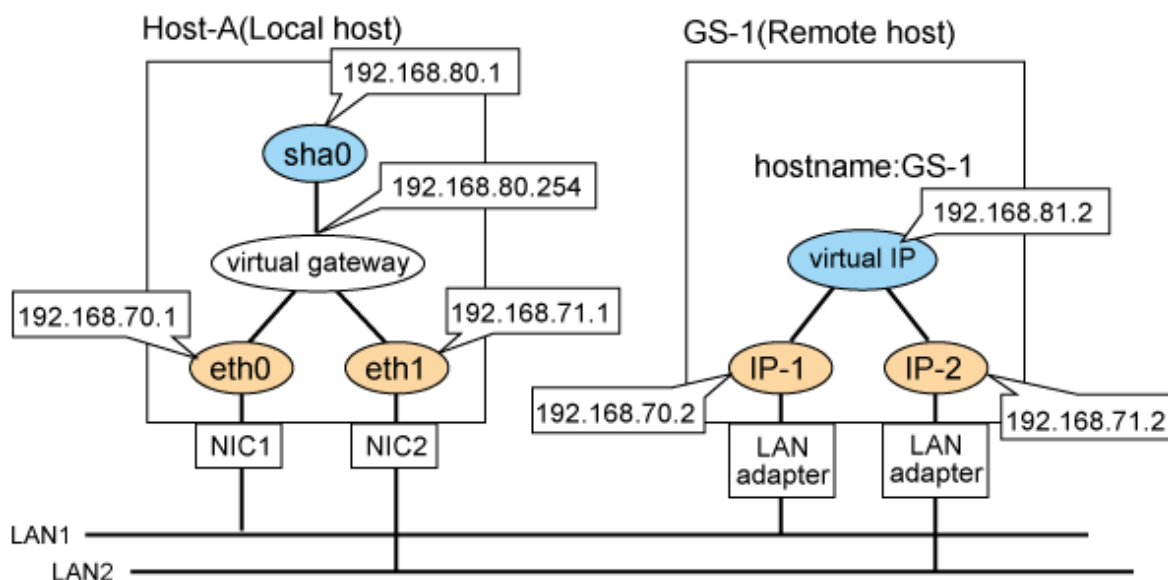 Host-A(Local host)
GS-1(Remote host)
192.168.80.1
sha0
192.168.80.254
hostname:GS-1
192.168.81.2
virtual gateway
virtual IP
192.168.70.1
192.168.71.1
eth0
eth1
IP-1
IP-2
192.168.70.2
192.168.71.2
NIC1
NIC2
LAN
adapter
LAN
adapter
LAN1
LAN2